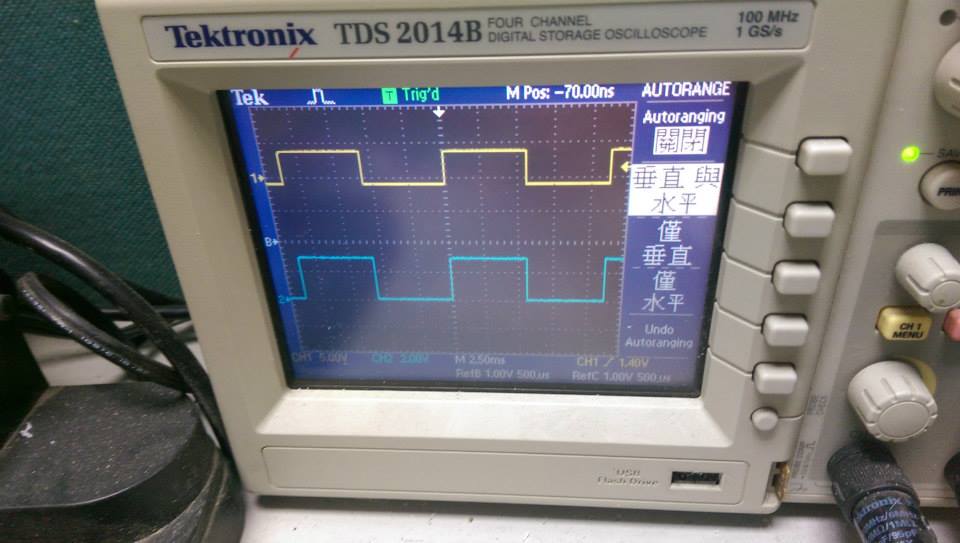 Tektronix TDS 2014B FOUR CHANNEL
DIGITAL STORAGE OSCILLOSCOPE
100 MHz
1 GS/s
Tek
T Trig'd
M Pos: -70.00ns
AUTORANGE
Autoranging
關閉
垂直 與
水平
僅
垂直
僅
水平
Undo
Autoranging
1
B
2
CH1 5.00V
CH2 2.00V
M 2.50ms
CH1 / 1.40V
RefB 1.00V 500us
RefC 1.00V 500us
USB
Flash Drive
CH 1
MENU